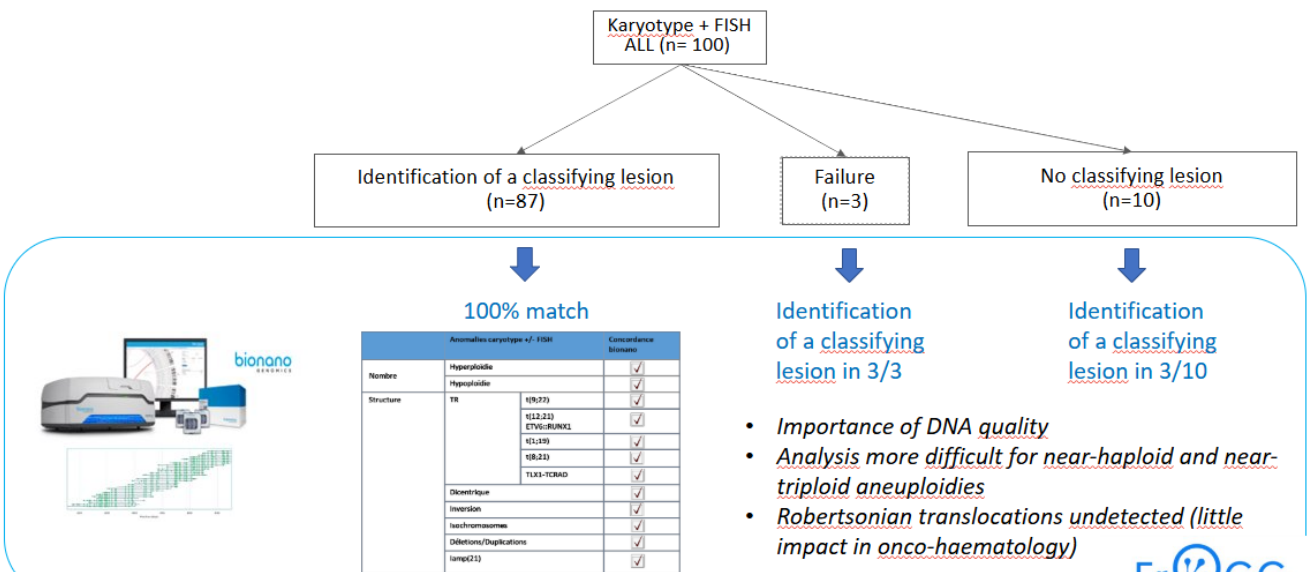 Karyotype + FISH
ALL (n= 100)
Identification of a classifying lesion
(n=87)
Failure
(n=3)
No classifying lesion
(n=10)
100% match
Identification
of a classifying
lesion in 3/3
Identification
of a classifying
lesion in 3/10
bionano
GENOMICS
Anomalies caryotype +/- FISH
Concordance
bionano
Nombre
Hyperploidie
Hypoploidie
Structure
TR
t(9;22)
t(12;21)
ETV6::RUNX1
t(1;19)
t(8;21)
TLX1-TCRAD
Dicentrique
Inversion
Isochromosomes
Délétions/Duplications
iamp(21)
• Importance of DNA quality
• Analysis more difficult for near-haploid and near-
triploid aneuploidies
• Robertsonian translocations undetected (little
impact in onco-haematology)